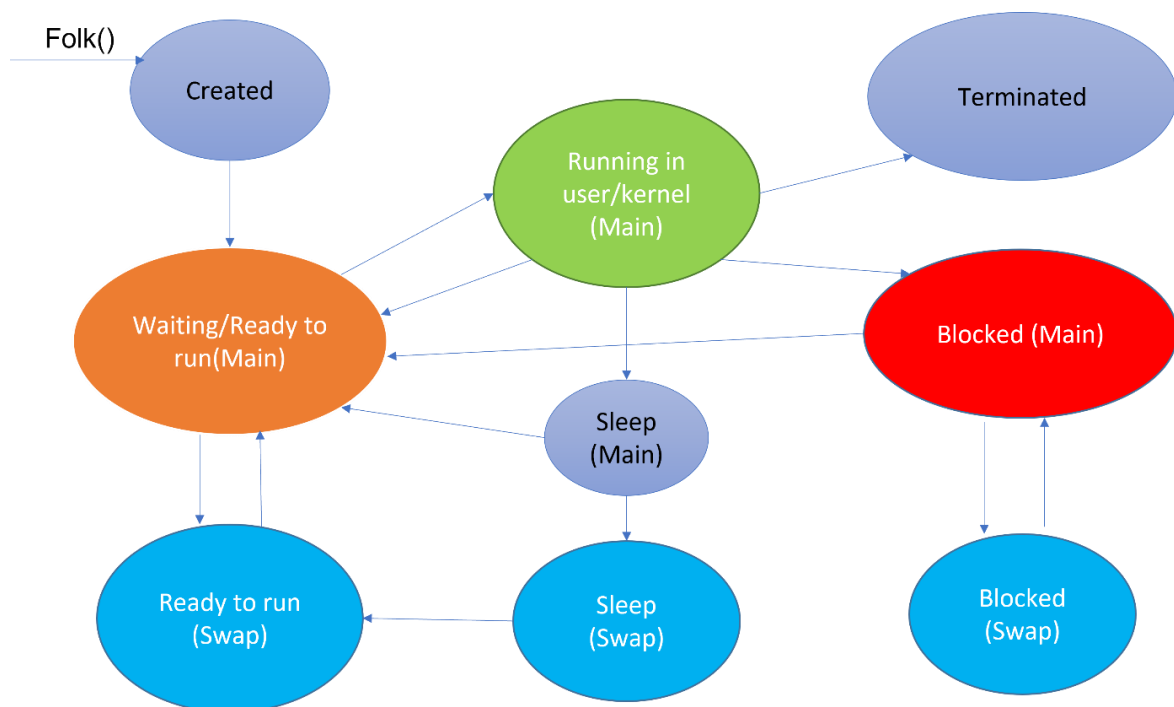 Folk()
Created
Terminated
Running in
user/kernel
(Main)
Waiting/Ready to
run(Main)
Blocked (Main)
Sleep
(Main)
Ready to run
(Swap)
Sleep
(Swap)
Blocked
(Swap)